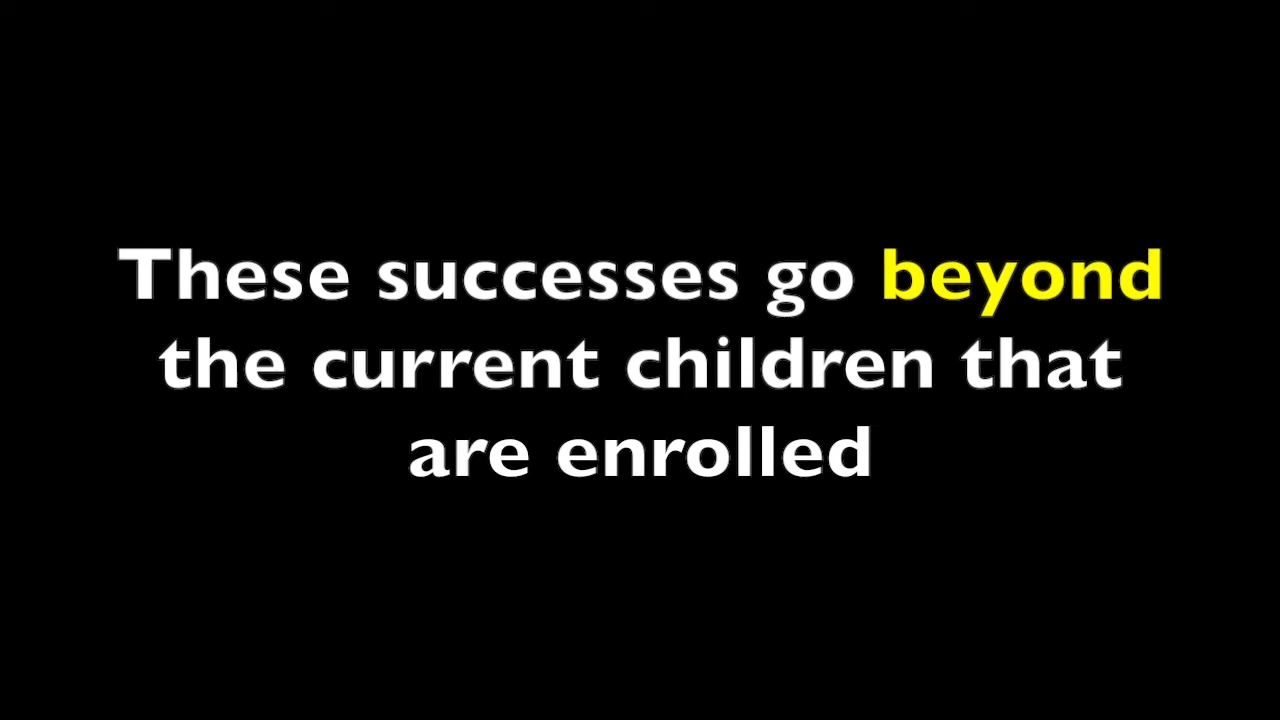 These successes go beyond
the current children that
are enrolled